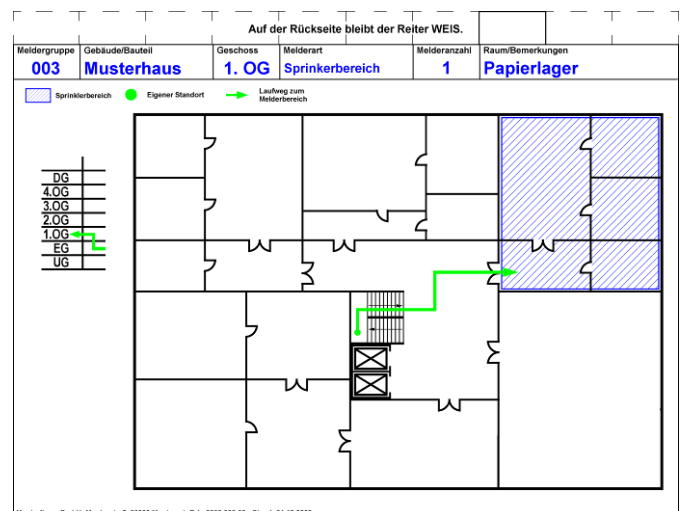 Auf der Rückseite bleibt der Reiter WEIS.
Meldergruppe Gebäude/Bauteil Geschoss Melderart Melderanzahl Raum/Bemerkungen
003 Musterhaus 1. OG Sprinkerbereich 1 Papierlager
Sprinklerbereich Eigener Standort Laufweg zum
Melderbereich
DG
4.OG
3.OG
2.OG
1.OG
EG
UG